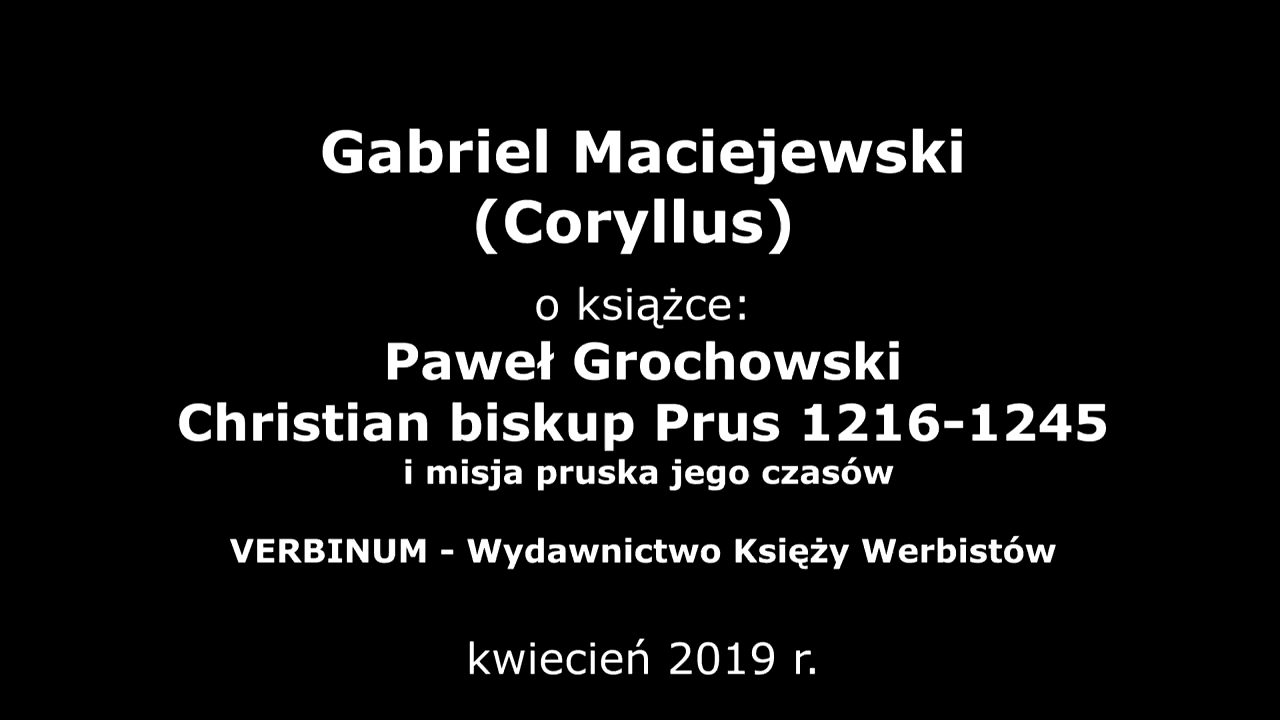 Gabriel Maciejewski
(Coryllus)
o książce:
Paweł Grochowski
Christian biskup Prus 1216-1245
i misja pruska jego czasów
VERBINUM - Wydawnictwo Księży Werbistów
kwiecień 2019 r.